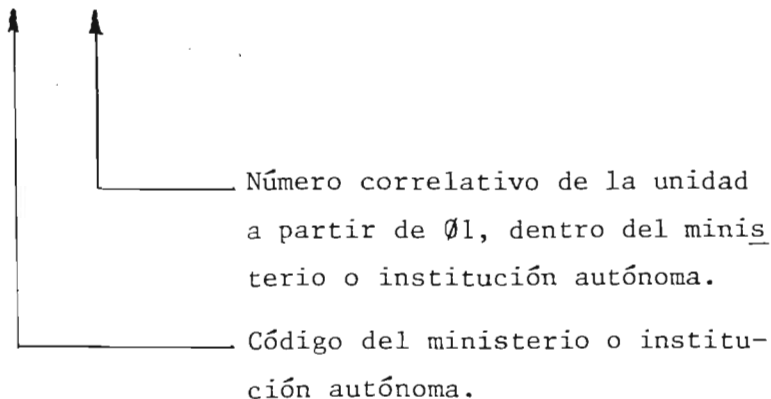 Número correlativo de la unidad
a partir de Ø1, dentro del minis
terio o institución autónoma.
Código del ministerio o institu-
ción autónoma.